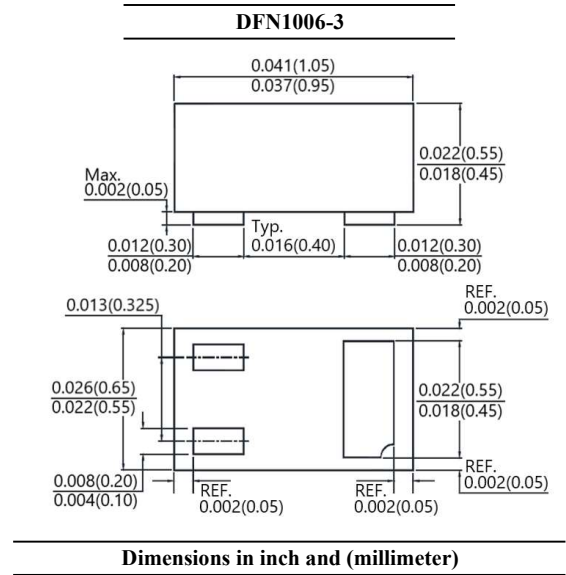 DFN1006-3
0.041(1.05)
0.037(0.95)
0.022(0.55)
0.018(0.45)
Max.
0.002(0.05)
Typ.
0.016(0.40)
0.012(0.30)
0.008(0.20)
0.012(0.30)
0.008(0.20)
REF.
0.002(0.05)
0.013(0.325)
0.026(0.65)
0.022(0.55)
0.022(0.55)
0.018(0.45)
0.008(0.20)
0.004(0.10)
REF.
0.002(0.05)
REF.
0.002(0.05)
REF.
0.002(0.05)
Dimensions in inch and (millimeter)